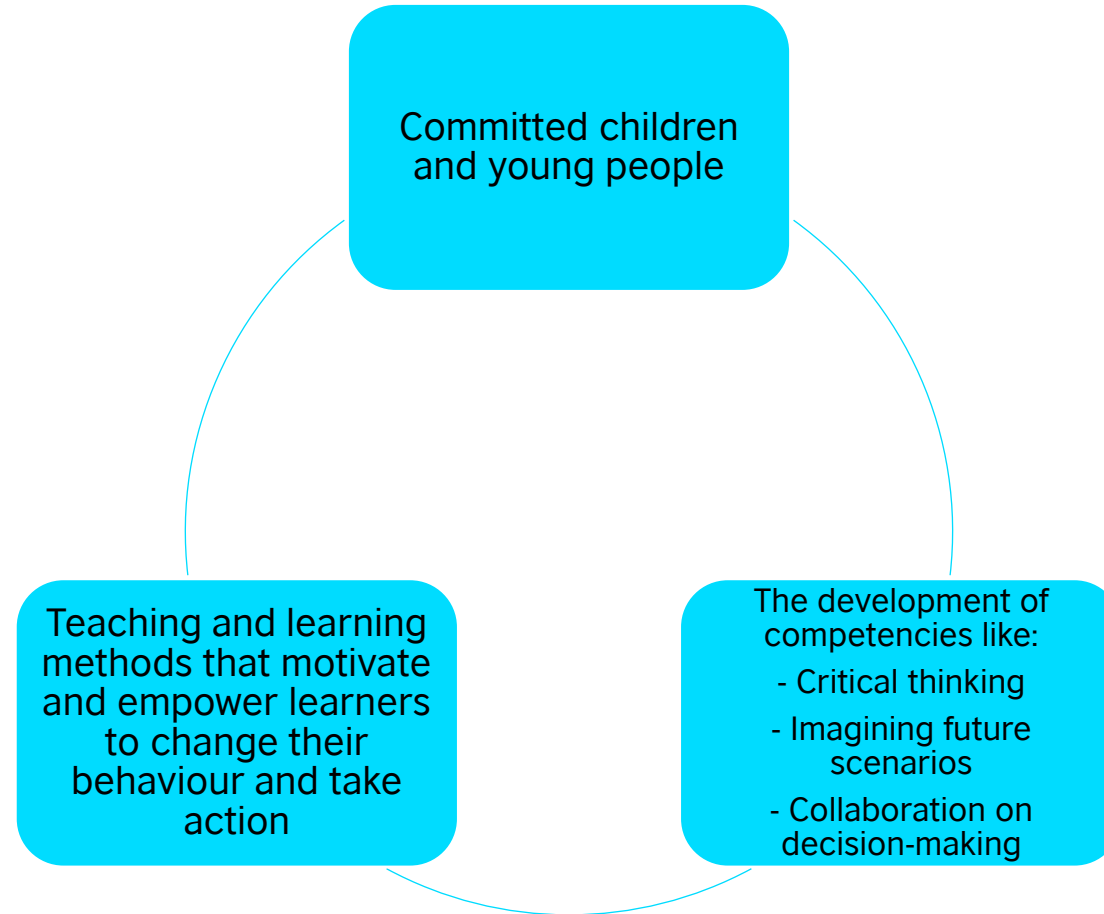 Committed children
and young people
Teaching and learning
methods that motivate
and empower learners
to change their
behaviour and take
action
The development of
competencies like:
- Critical thinking
- Imagining future
scenarios
- Collaboration on
decision-making